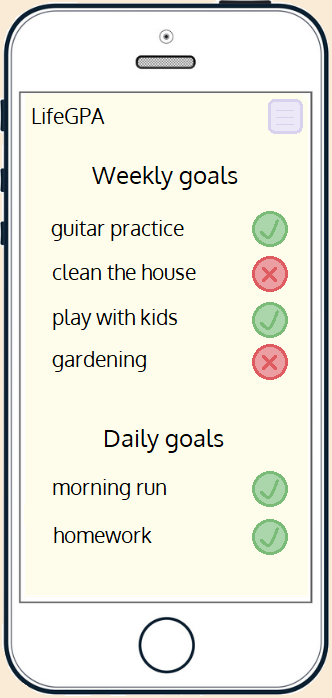 LifeGPA
Weekly goals
guitar practice
clean the house
play with kids
gardening
Daily goals
morning run
homework